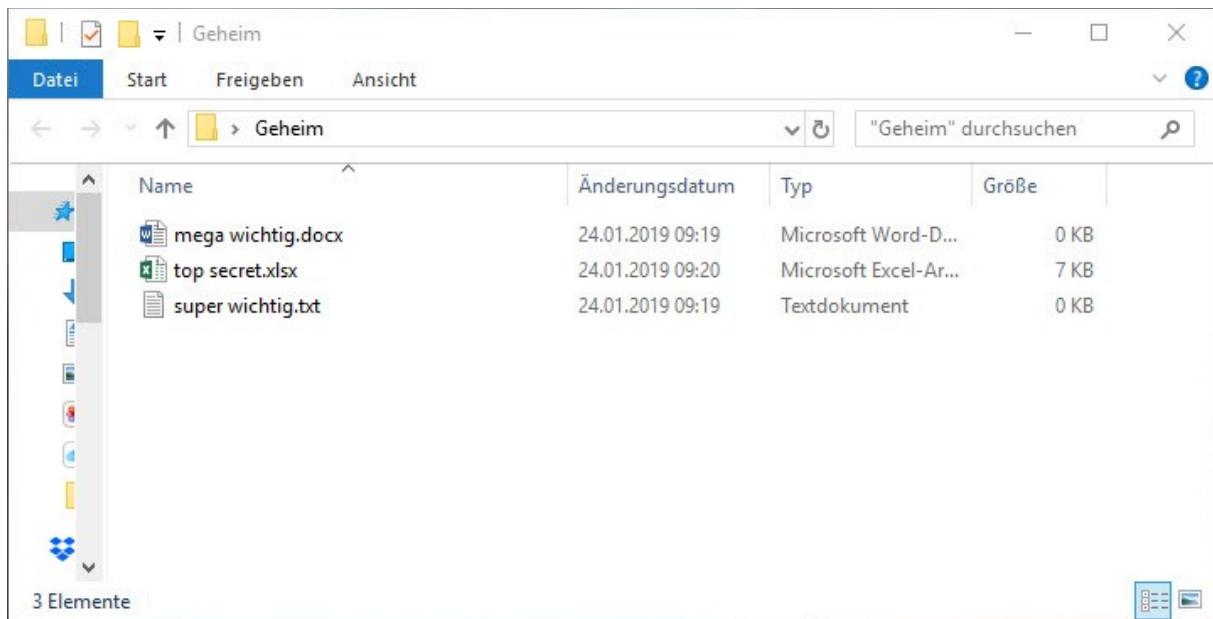 Geheim
Datei Start Freigeben Ansicht
Geheim "Geheim" durchsuchen
Name Änderungsdatum Typ Größe
mega wichtig.docx 24.01.2019 09:19 Microsoft Word-D... 0 KB
top secret.xlsx 24.01.2019 09:20 Microsoft Excel-Ar... 7 KB
super wichtig.txt 24.01.2019 09:19 Textdokument 0 KB
3 Elemente